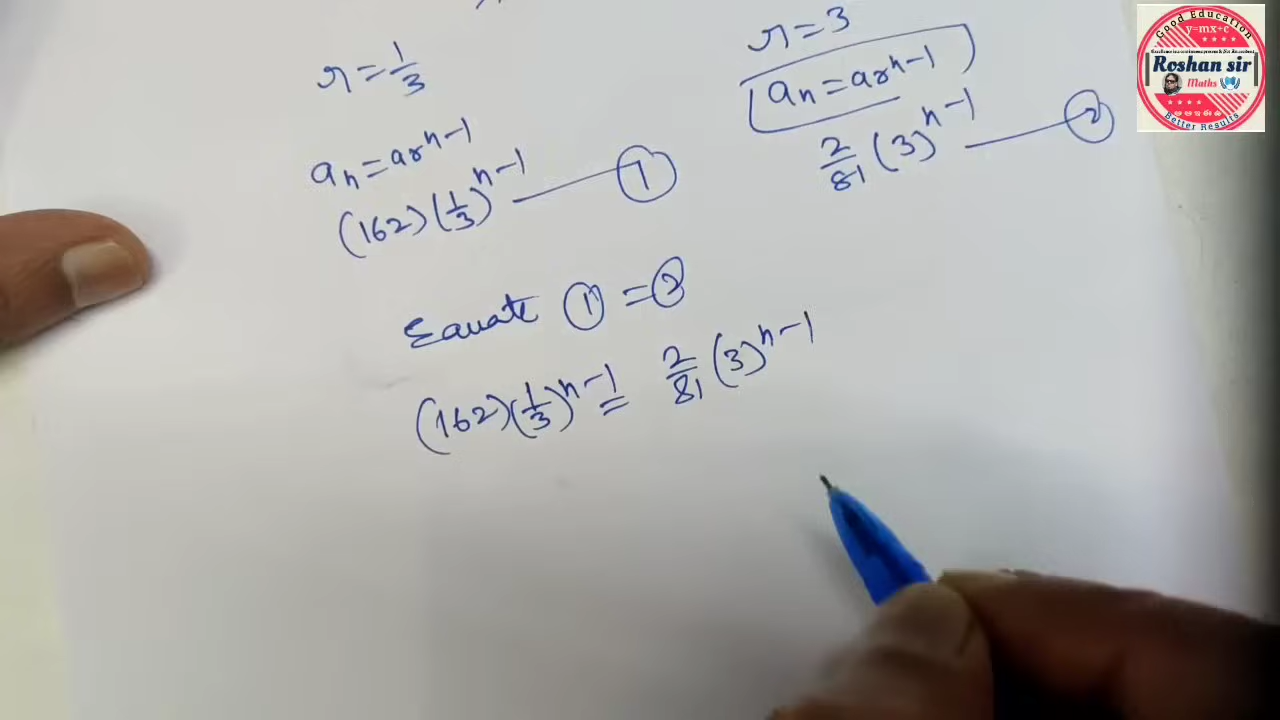 r = 1/3
aₙ = arⁿ⁻¹
(162)(1/3)ⁿ⁻¹ — ①
r = 3
aₙ = arⁿ⁻¹
2/81 (3)ⁿ⁻¹ — ②
Equate ① = ②
(162)(1/3)ⁿ⁻¹ = 2/81 (3)ⁿ⁻¹
Good Education
y=mx+c
Roshan sir
Maths
Better Results